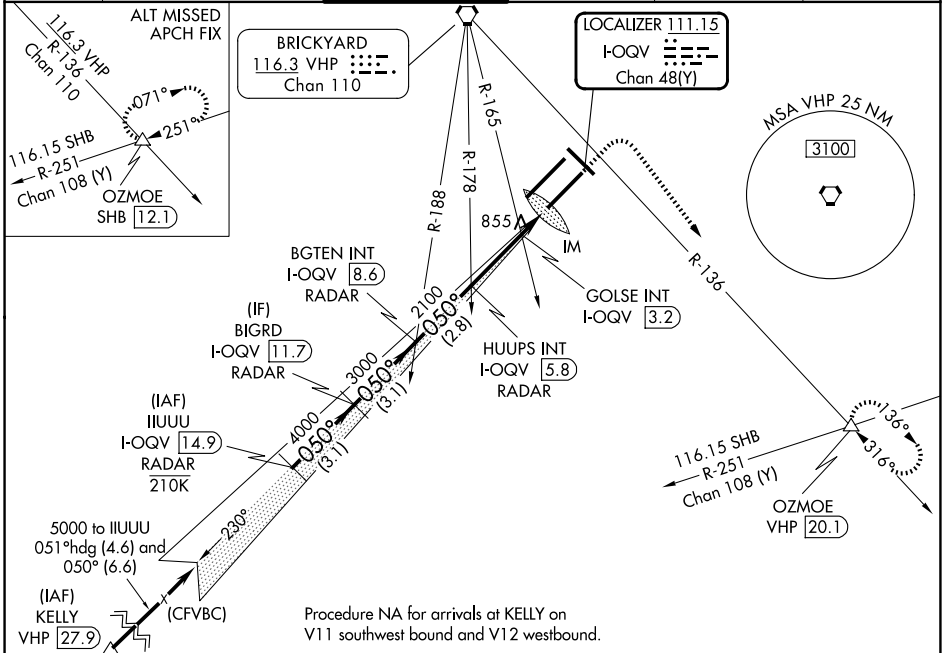 ALT MISSED
APCH FIX
116.3 VHP
R-136
Chan 110
071°
251°
116.15 SHB
R-251
Chan 108 (Y)
OZMOE
SHB 12.1
BRICKYARD
116.3 VHP
Chan 110
LOCALIZER 111.15
I-OQV
Chan 48(Y)
MSA VHP 25 NM
3100
R-165
R-178
R-188
R-136
855
IM
BGTEN INT
I-OQV 8.6
RADAR
GOLSE INT
I-OQV 3.2
(IF)
BIGRD
I-OQV 11.7
RADAR
HUUPS INT
I-OQV 5.8
RADAR
2100
050°
(2.8)
3000
050°
(3.1)
4000
050°
(3.1)
(IAF)
IIUUU
I-OQV 14.9
RADAR
210K
230°
5000 to IIUUU
051°hdg (4.6) and
050° (6.6)
(IAF)
KELLY
VHP 27.9
(CFVBC)
136°
316°
116.15 SHB
R-251
Chan 108 (Y)
OZMOE
VHP 20.1
Procedure NA for arrivals at KELLY on
V11 southwest bound and V12 westbound.